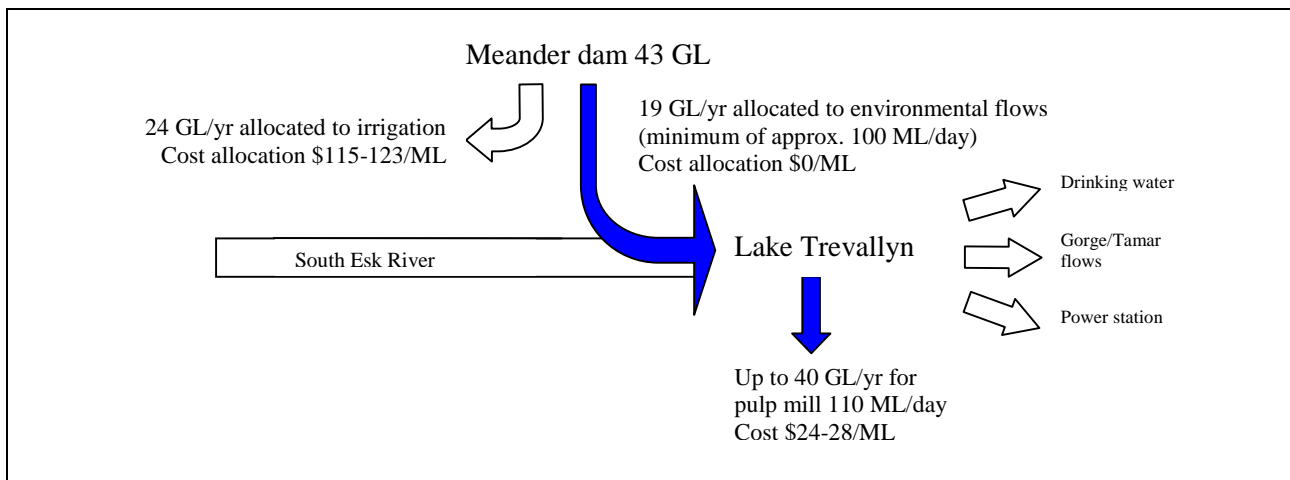 Meander dam 43 GL
24 GL/yr allocated to irrigation
Cost allocation $115-123/ML
19 GL/yr allocated to environmental flows
(minimum of approx. 100 ML/day)
Cost allocation $0/ML
South Esk River
Lake Trevallyn
Drinking water
Gorge/Tamar
flows
Power station
Up to 40 GL/yr for
pulp mill 110 ML/day
Cost $24-28/ML